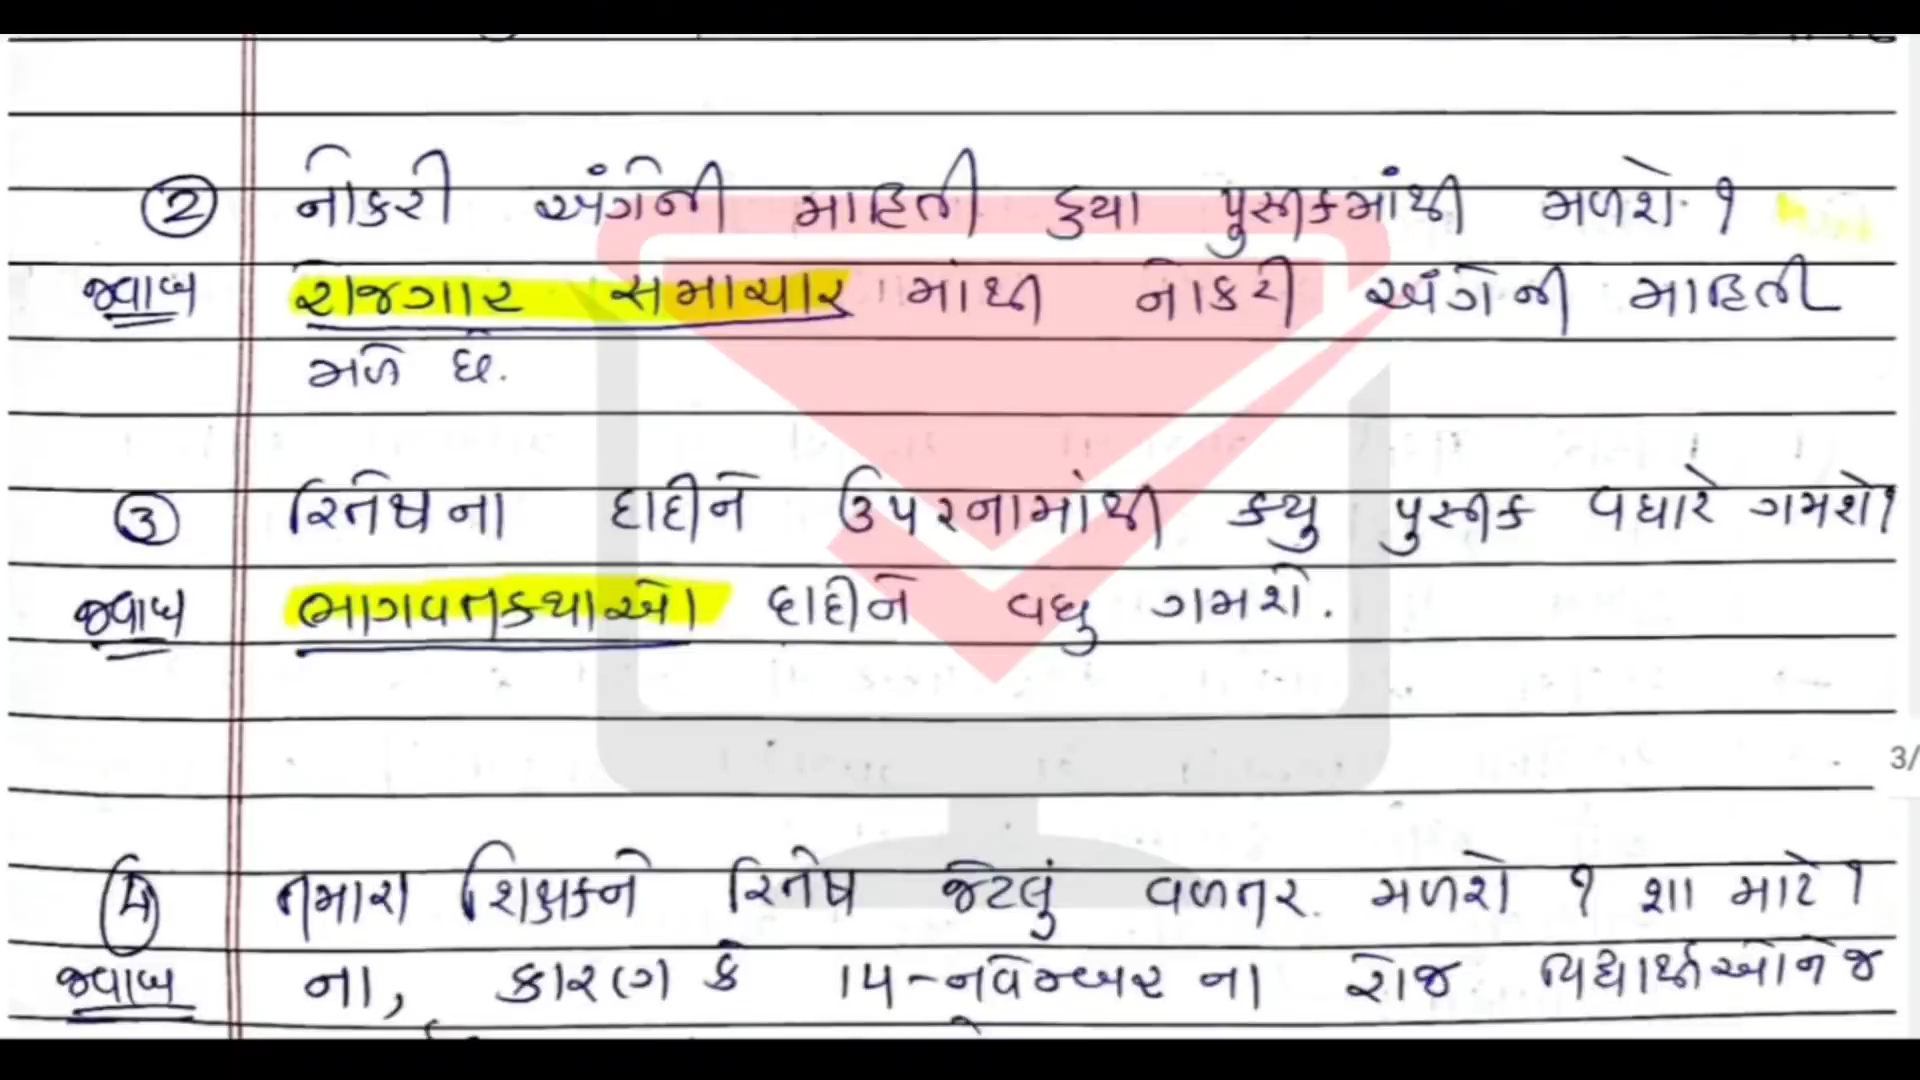 ② નોકરી અંગેની માહિતી કયા પુસ્તકમાંથી મળશે ?
જવાબ રોજગાર સમાચાર માંથી નોકરી અંગેની માહિતી
મળે છે.
③ રિતેષના દાદીને ઉપરનામાંથી કયુ પુસ્તક વધારે ગમશે ?
જવાબ ભાગવતકથાઓ દાદીને વધુ ગમશે.
3/
④ તમારા શિક્ષકને રિતેષ જેટલું વળતર મળશે ? શા માટે ?
જવાબ ના, કારણ કે 14-નવેમ્બર ના રોજ વિદ્યાર્થીઓને જ